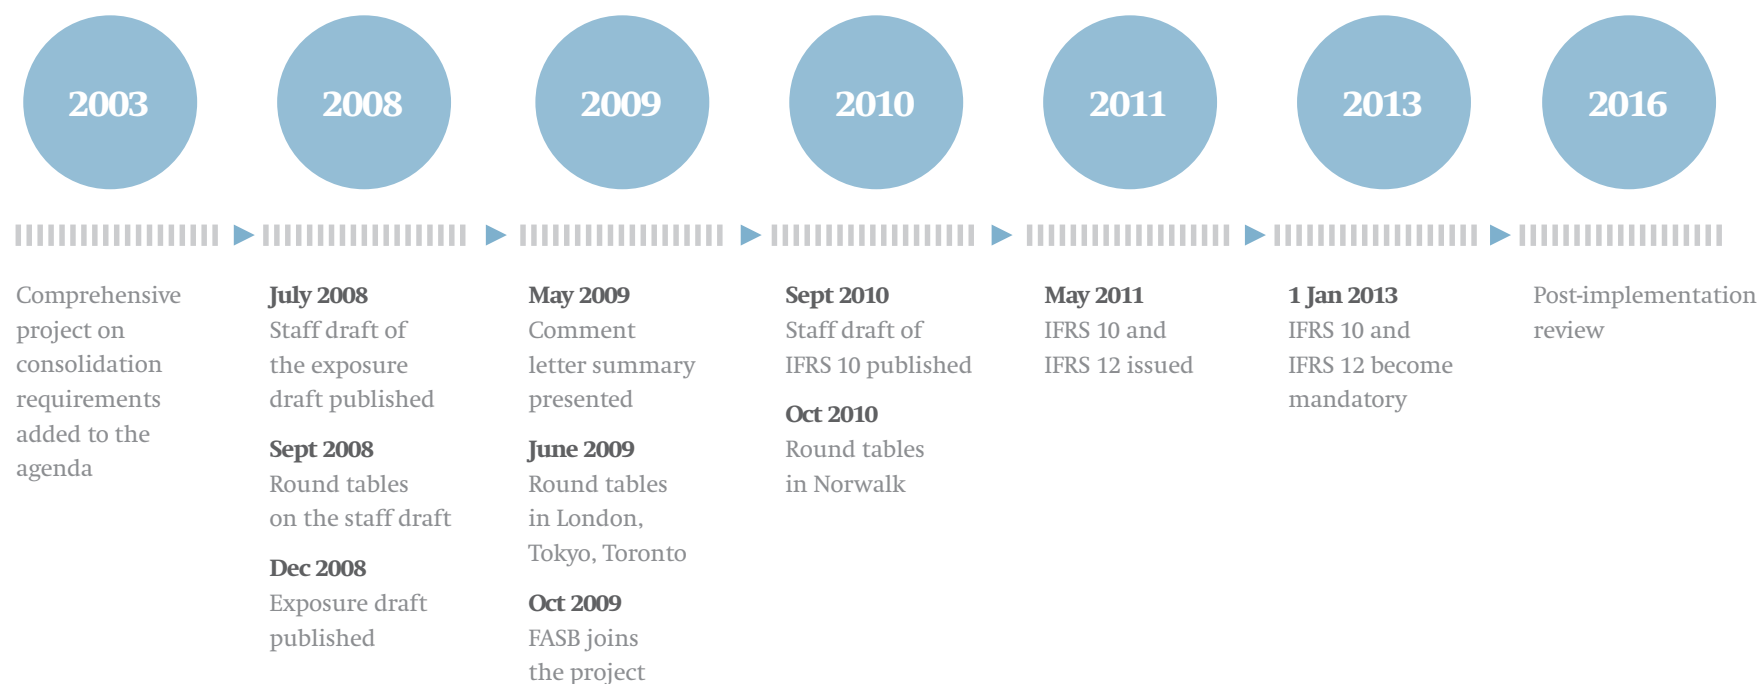 2003
2008
2009
2010
2011
2013
2016
Comprehensive
project on
consolidation
requirements
added to the
agenda
July 2008
Staff draft of
the exposure
draft published
Sept 2008
Round tables
on the staff draft
Dec 2008
Exposure draft
published
May 2009
Comment
letter summary
presented
June 2009
Round tables
in London,
Tokyo, Toronto
Oct 2009
FASB joins
the project
Sept 2010
Staff draft of
IFRS 10 published
Oct 2010
Round tables
in Norwalk
May 2011
IFRS 10 and
IFRS 12 issued
1 Jan 2013
IFRS 10 and
IFRS 12 become
mandatory
Post-implementation
review